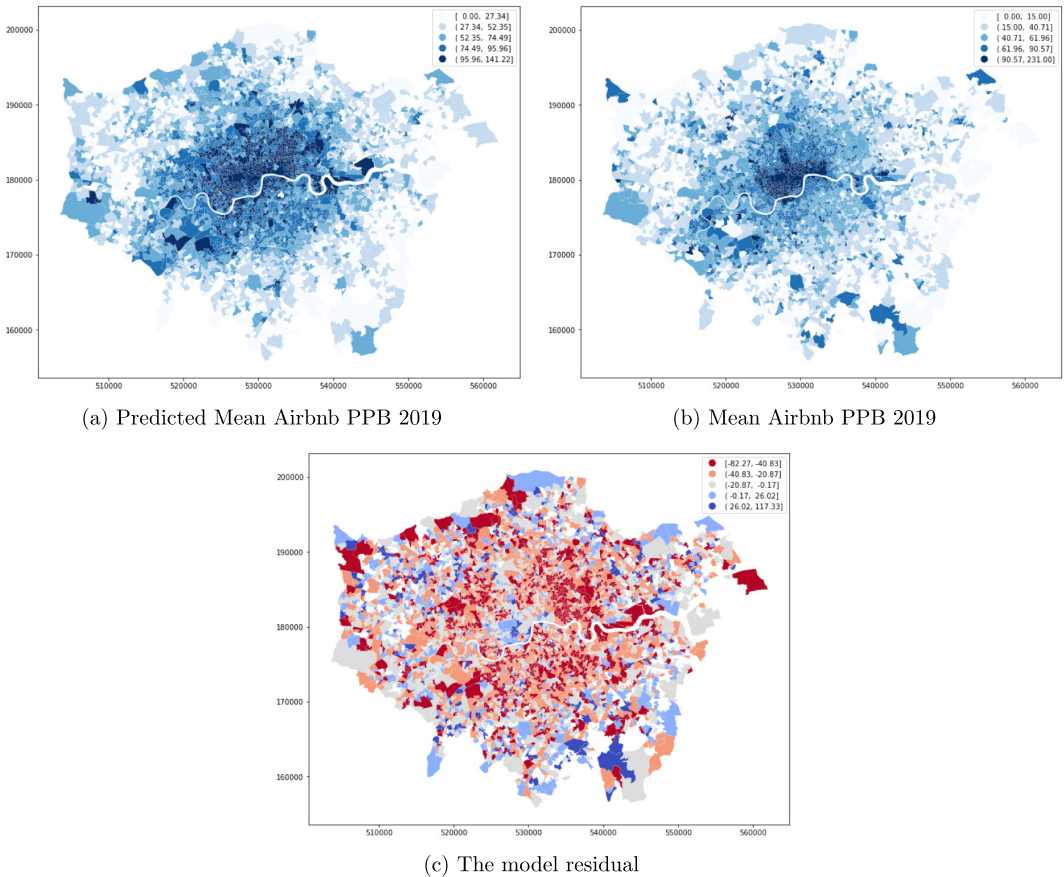 200000
190000
180000
170000
160000
510000 520000 530000 540000 550000 560000
[ 0.00, 27.34]
( 27.34, 52.35]
( 52.35, 74.49]
( 74.49, 95.96]
( 95.96, 141.22]
(a) Predicted Mean Airbnb PPB 2019
200000
190000
180000
170000
160000
510000 520000 530000 540000 550000 560000
[ 0.00, 15.00]
( 15.00, 40.71]
( 40.71, 61.96]
( 61.96, 90.57]
( 90.57, 231.00]
(b) Mean Airbnb PPB 2019
200000
190000
180000
170000
160000
510000 520000 530000 540000 550000 560000
[-82.27, -40.83]
(-40.83, -20.87]
(-20.87, -0.17]
( -0.17, 26.02]
( 26.02, 117.33]
(c) The model residual